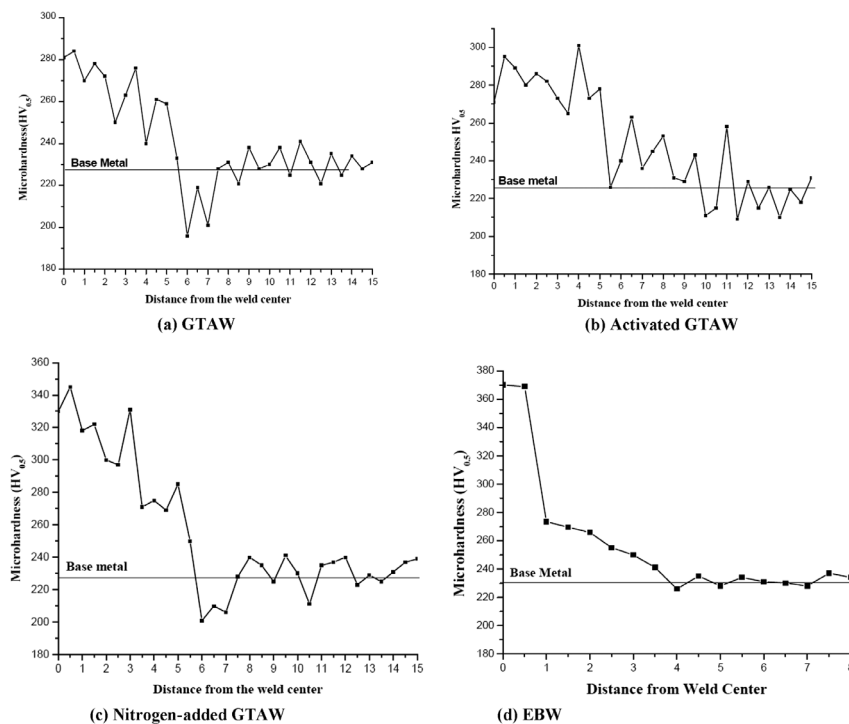 300
280
260
240
220
200
180
Microhardness(HV0.5)
Base Metal
0 1 2 3 4 5 6 7 8 9 10 11 12 13 14 15
Distance from the weld center
(a) GTAW
320
300
280
260
240
220
200
180
Microhardness HV0.5
Base metal
0 1 2 3 4 5 6 7 8 9 10 11 12 13 14 15
Distance from the weld center
(b) Activated GTAW
360
340
320
300
280
260
240
220
200
180
Microhardness (HV0.5)
Base metal
0 1 2 3 4 5 6 7 8 9 10 11 12 13 14 15
Distance from the weld center
(c) Nitrogen-added GTAW
380
360
340
320
300
280
260
240
220
200
180
Microhardness (HV0.5)
Base Metal
0 1 2 3 4 5 6 7 8
Distance from Weld Center
(d) EBW